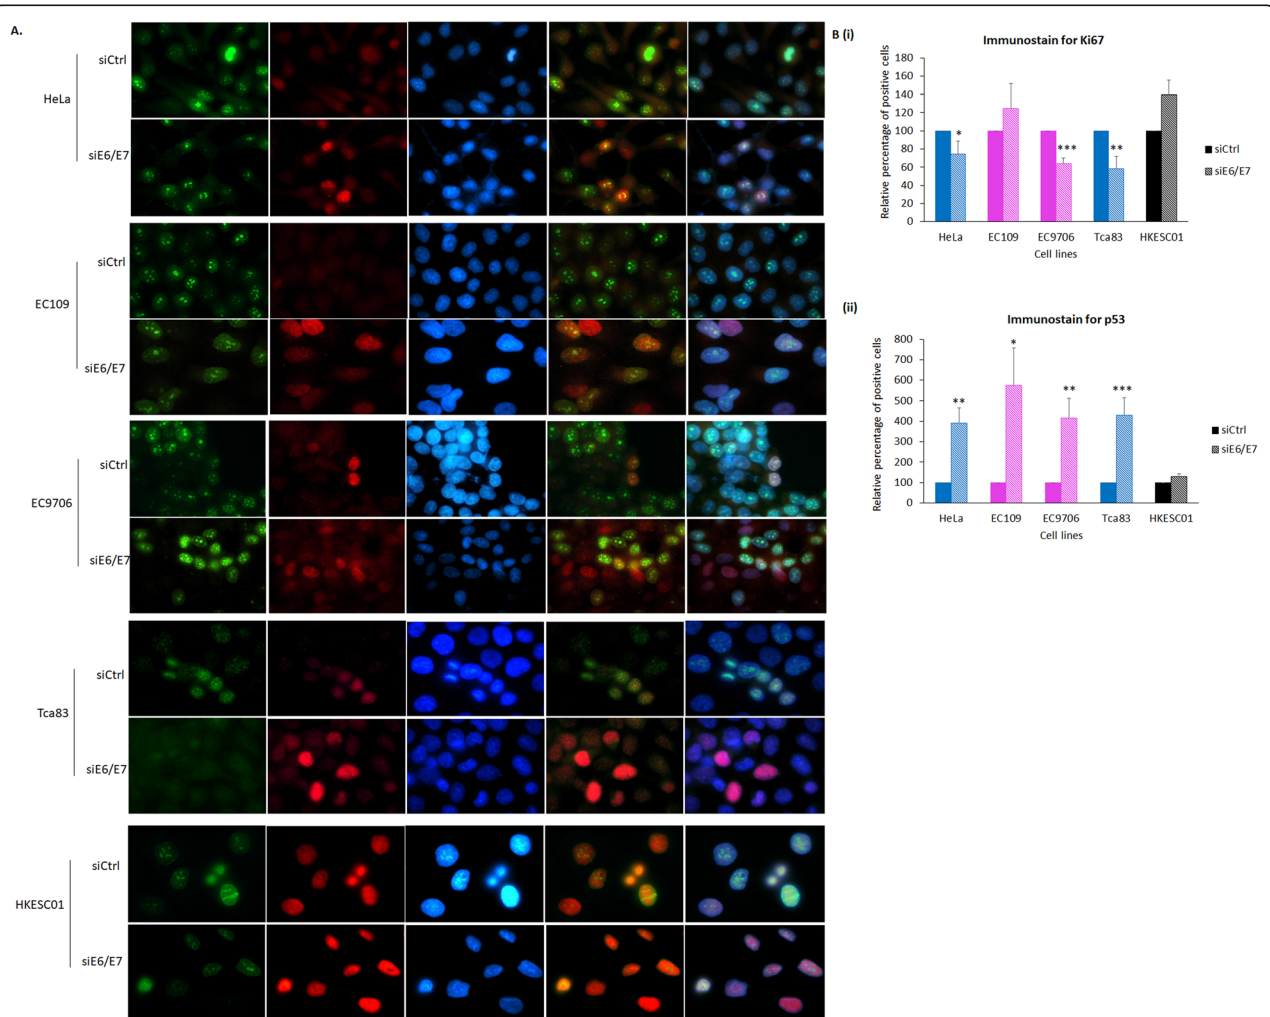 A.
HeLa
siCtrl
siE6/E7
EC109
siCtrl
siE6/E7
EC9706
siCtrl
siE6/E7
Tca83
siCtrl
siE6/E7
HKESC01
siCtrl
siE6/E7
B (i)
Immunostain for Ki67
Relative percentage of positive cells
180
160
140
120
100
80
60
40
20
0
*
***
**
HeLa EC109 EC9706 Tca83 HKESC01
Cell lines
siCtrl
siE6/E7
(ii)
Immunostain for p53
Relative percentage of positive cells
800
700
600
500
400
300
200
100
0
**
*
**
***
HeLa EC109 EC9706 Tca83 HKESC01
Cell lines
siCtrl
siE6/E7